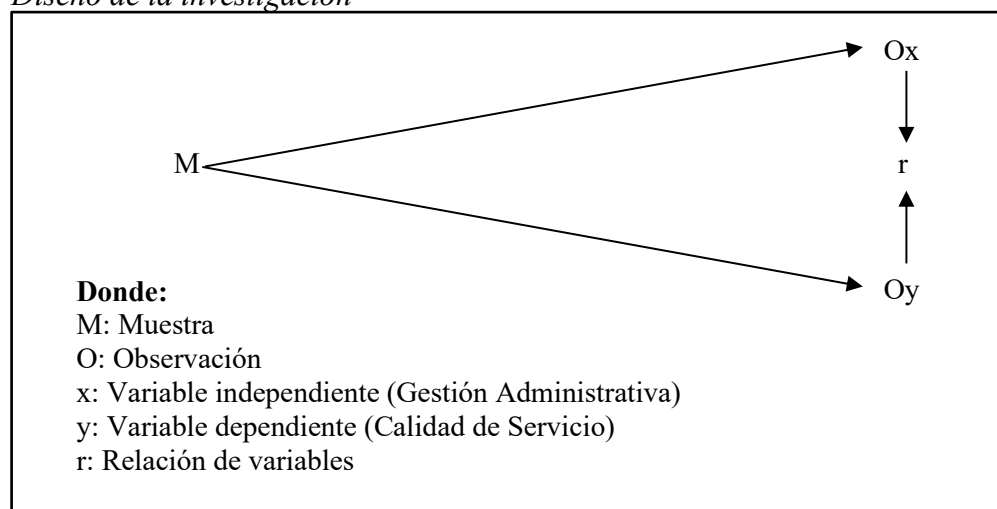 Diseño de la investigación
Ox
M
r
Oy
Donde:
M: Muestra
O: Observación
x: Variable independiente (Gestión Administrativa)
y: Variable dependiente (Calidad de Servicio)
r: Relación de variables